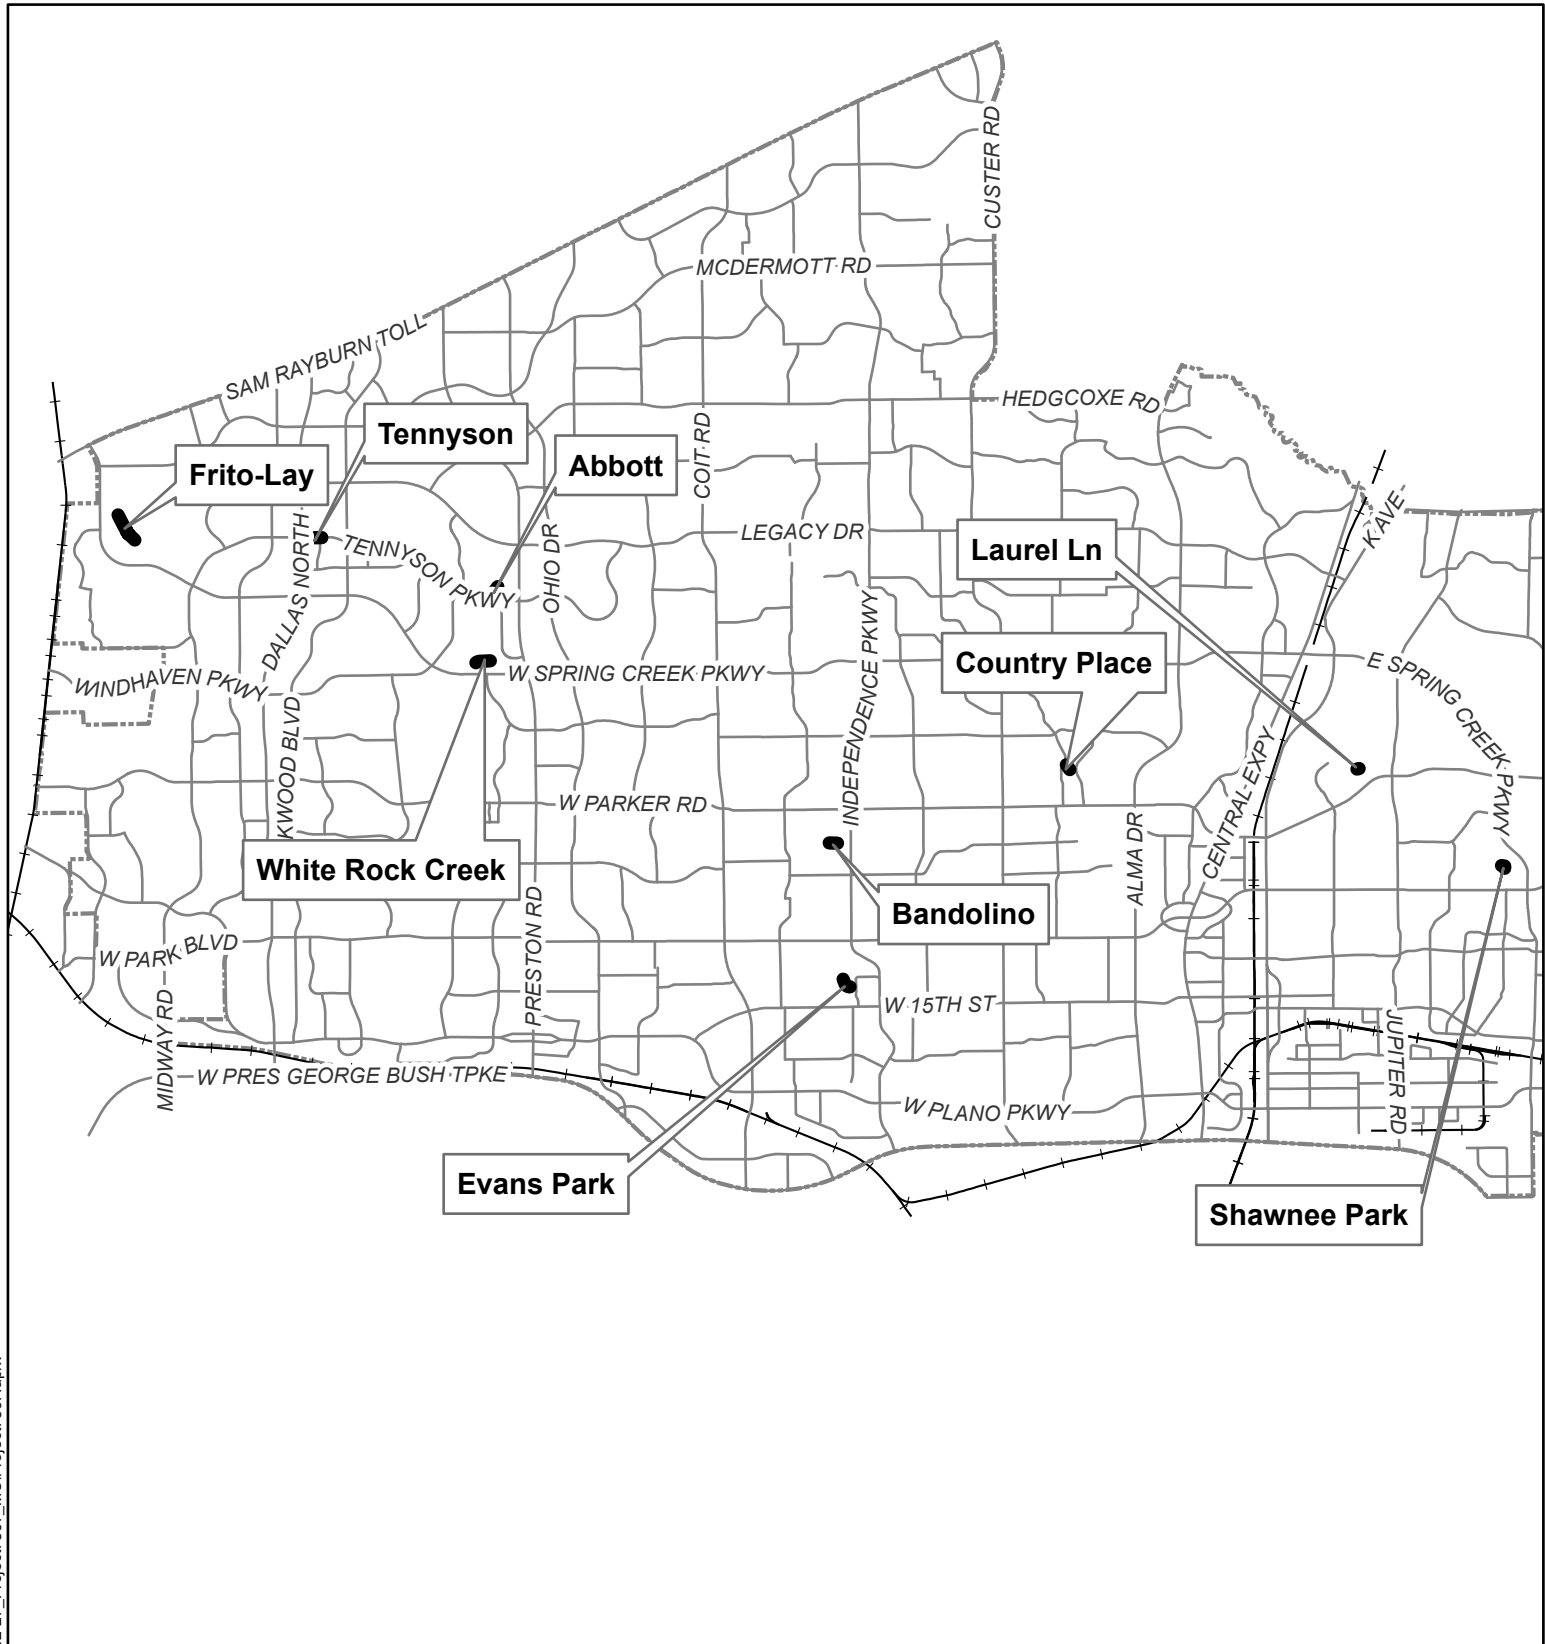 CUSTER RD
MCDERMOTT RD
SAM RAYBURN TOLL
HEDGCOXE RD
Tennyson
Abbott
COIT RD
Frito-Lay
K AVE
LEGACY DR
Laurel Ln
DALLAS NORTH
TENNYSON PKWY
OHIO DR
INDEPENDENCE PKWY
Country Place
E SPRING CREEK PKWY
W SPRING CREEK PKWY
WINDHAVEN PKWY
KWOOD BLVD
W PARKER RD
CENTRAL EXPY
ALMA DR
White Rock Creek
Bandolino
PRESTON RD
W PARK BLVD
W 15TH ST
MIDWAY RD
JUPITER RD
W PRES GEORGE BUSH TPKE
W PLANO PKWY
Evans Park
Shawnee Park